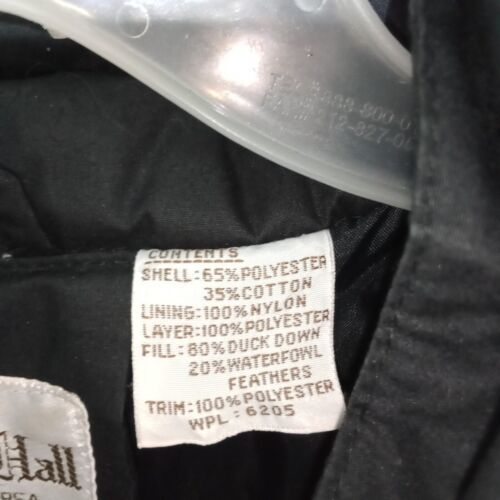 CONTENTS
SHELL:65%POLYESTER
35%COTTON
LINING:100%NYLON
LAYER:100%POLYESTER
FILL:80%DUCK DOWN
20%WATERFOWL
FEATHERS
TRIM:100%POLYESTER
WPL: 6205
Hall